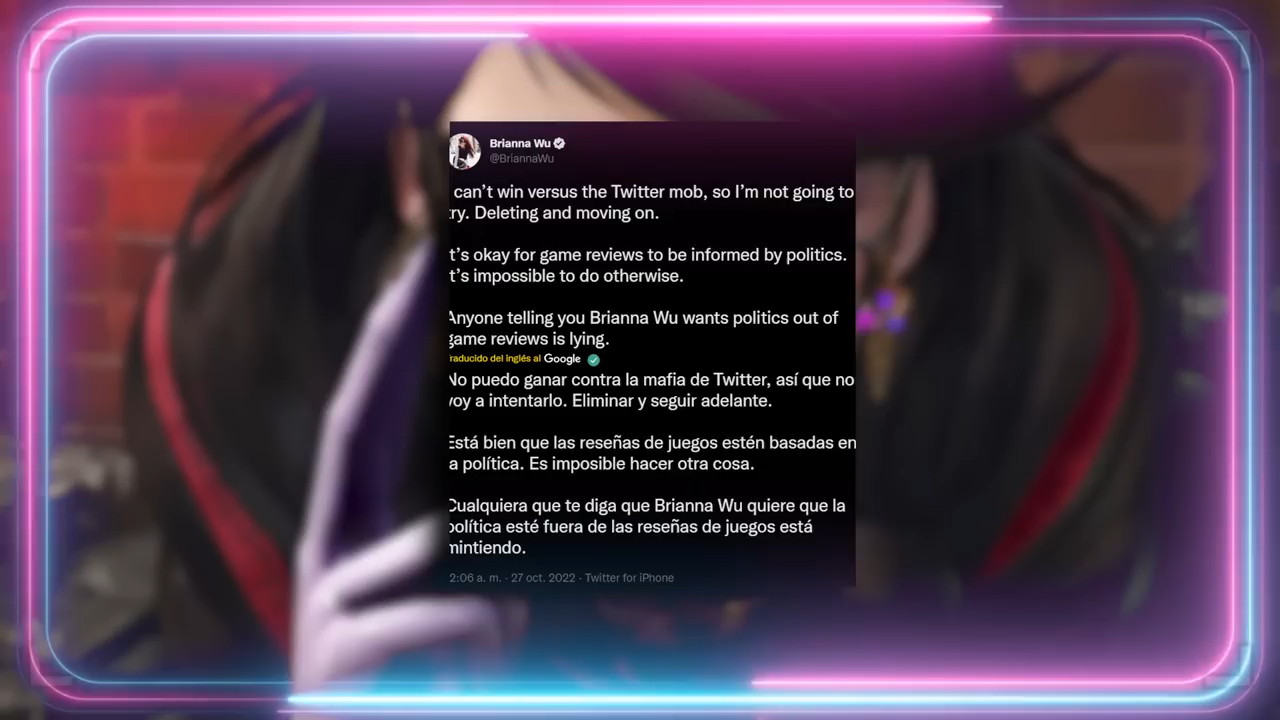 Brianna Wu
@BriannaWu
can't win versus the Twitter mob, so I'm not going to
ry. Deleting and moving on.
t's okay for game reviews to be informed by politics.
t's impossible to do otherwise.
Anyone telling you Brianna Wu wants politics out of
game reviews is lying.
raducido del inglés al Google
No puedo ganar contra la mafia de Twitter, así que no
voy a intentarlo. Eliminar y seguir adelante.
Está bien que las reseñas de juegos estén basadas en
a política. Es imposible hacer otra cosa.
Cualquiera que te diga que Brianna Wu quiere que la
política esté fuera de las reseñas de juegos está
mintiendo.
2:06 a. m. · 27 oct. 2022 · Twitter for iPhone